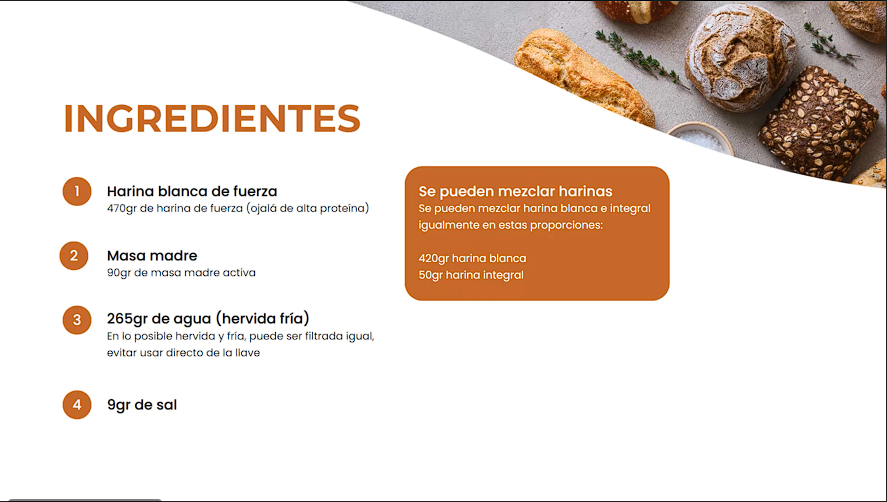 INGREDIENTES
1
Harina blanca de fuerza
470gr de harina de fuerza (ojalá de alta proteína)
2
Masa madre
90gr de masa madre activa
3
265gr de agua (hervida fría)
En lo posible hervida y fría, puede ser filtrada igual,
evitar usar directo de la llave
4
9gr de sal
Se pueden mezclar harinas
Se pueden mezclar harina blanca e integral
igualmente en estas proporciones:
420gr harina blanca
50gr harina integral